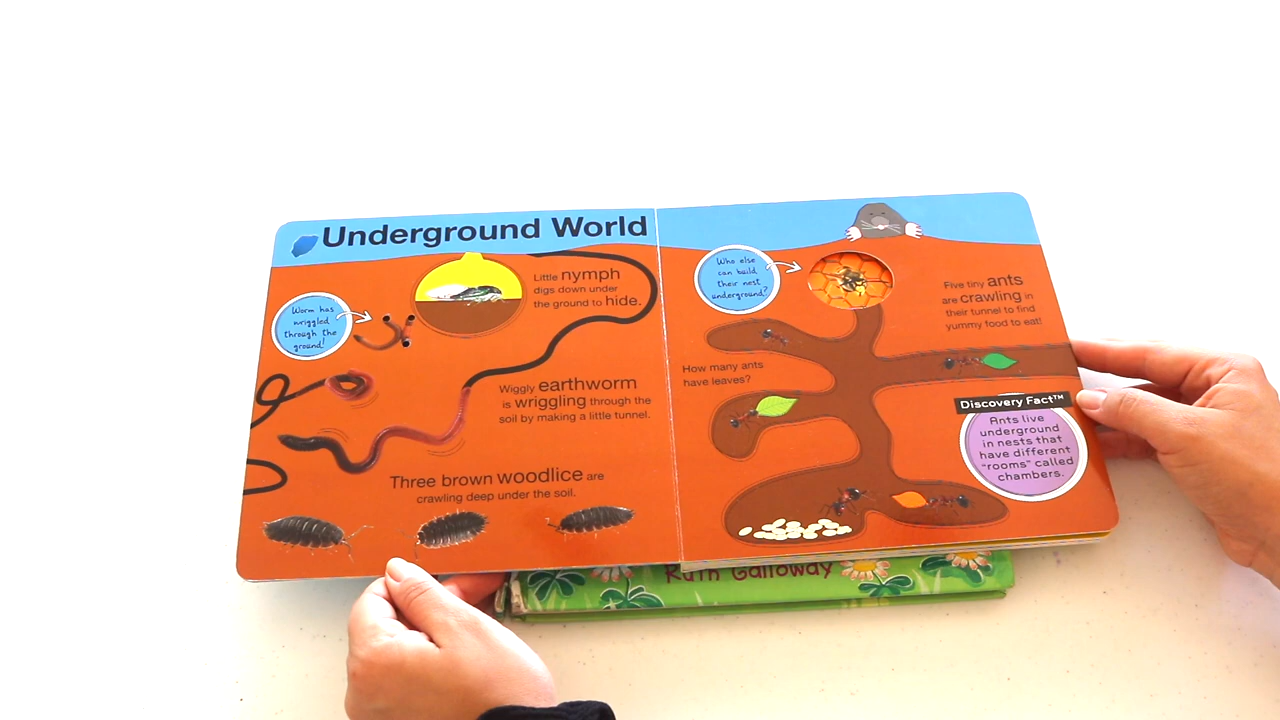 Underground World
Little nymph
digs down under
the ground to hide.
Worm has
wriggled
through the
ground!
Wiggly earthworm
is wriggling through the
soil by making a little tunnel.
Three brown woodlice are
crawling deep under the soil.
Who else
can build
their nest
underground?
Five tiny ants
are crawling in
their tunnel to find
yummy food to eat!
How many ants
have leaves?
Discovery Fact™
Ants live
underground
in nests that
have different
"rooms" called
chambers.
Ruth Galloway